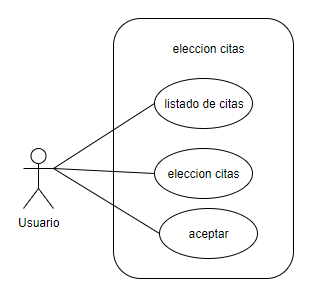 eleccion citas
listado de citas
eleccion citas
Usuario
aceptar